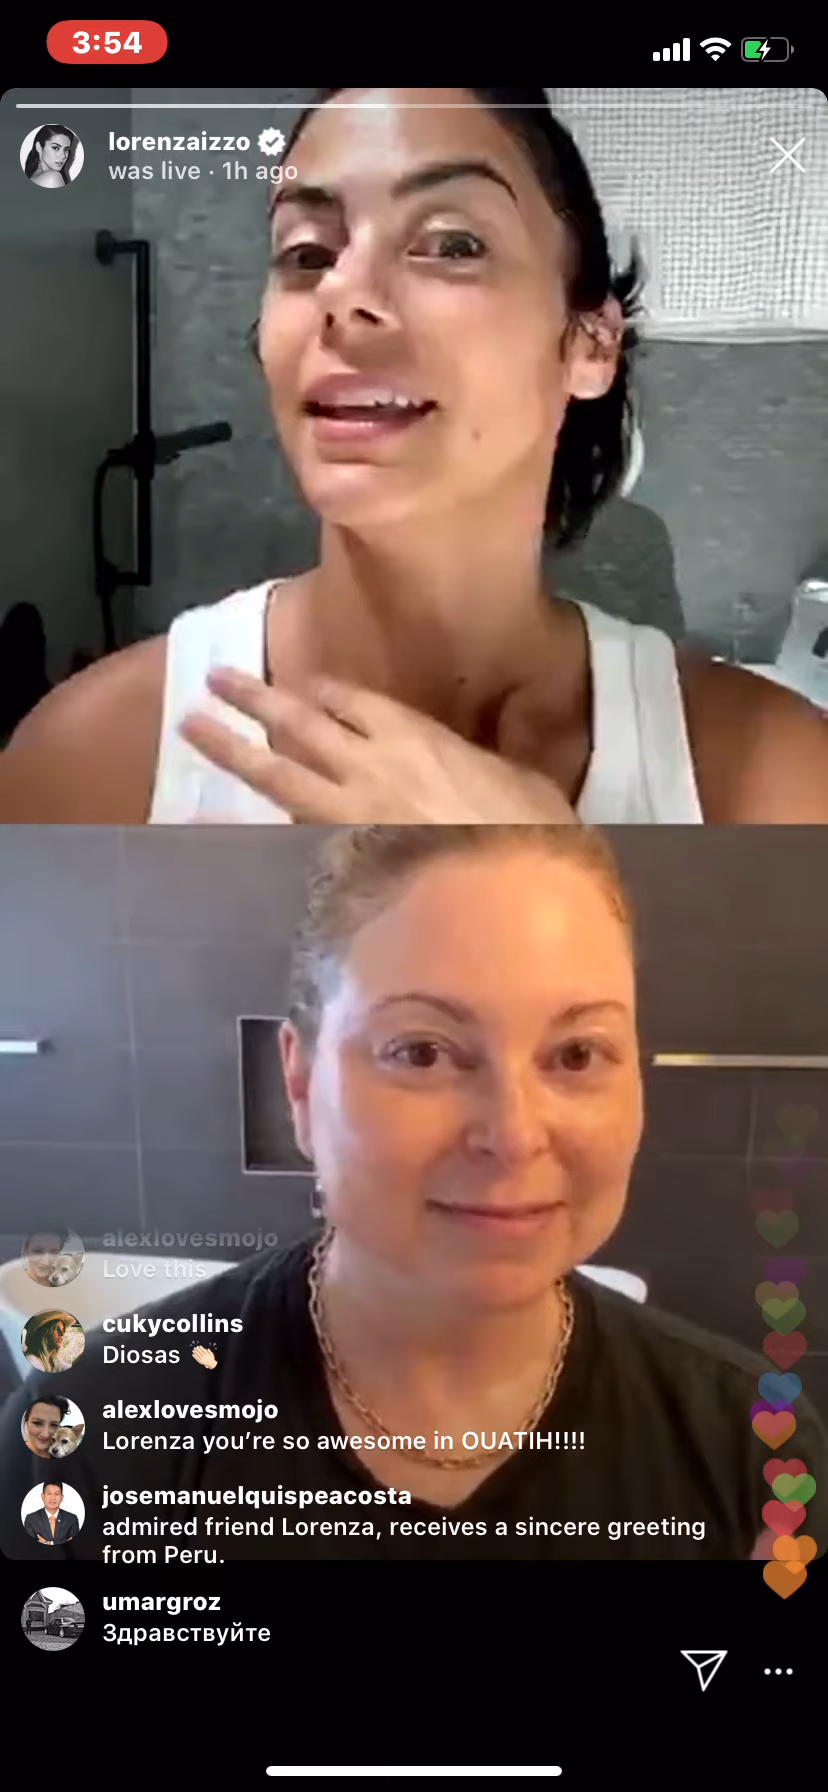 3:54
lorenzaizzo
was live · 1h ago
alexlovesmojo
Love this
cukycollins
Diosas 👏🏻
alexlovesmojo
Lorenza you’re so awesome in OUATIH!!!!
josemanuelquispeacosta
admired friend Lorenza, receives a sincere greeting
from Peru.
umargroz
Здравствуйте